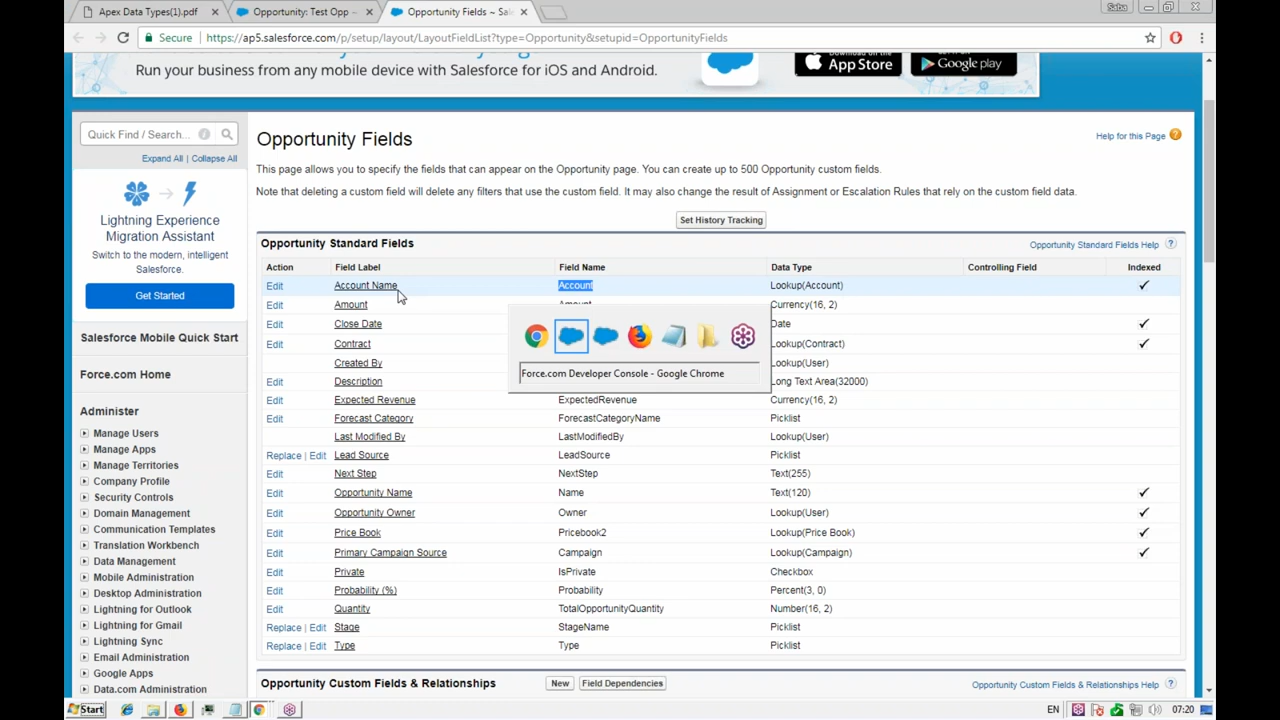 Apex Data Types(1).pdf
Opportunity: Test Opp ~
Opportunity Fields ~ Sale
Saba
Secure
https://ap5.salesforce.com/p/setup/layout/LayoutFieldList?type=Opportunity&setupid=OpportunityFields
Run your business from any mobile device with Salesforce for iOS and Android.
App Store
Google play
Quick Find / Search...
Expand All | Collapse All
Lightning Experience
Migration Assistant
Switch to the modern, intelligent
Salesforce.
Get Started
Salesforce Mobile Quick Start
Force.com Home
Administer
Manage Users
Manage Apps
Manage Territories
Company Profile
Security Controls
Domain Management
Communication Templates
Translation Workbench
Data Management
Mobile Administration
Desktop Administration
Lightning for Outlook
Lightning for Gmail
Lightning Sync
Email Administration
Google Apps
Data.com Administration
Opportunity Fields
Help for this Page
This page allows you to specify the fields that can appear on the Opportunity page. You can create up to 500 Opportunity custom fields.
Note that deleting a custom field will delete any filters that use the custom field. It may also change the result of Assignment or Escalation Rules that rely on the custom field data.
Set History Tracking
Opportunity Standard Fields
Opportunity Standard Fields Help
Action Field Label Field Name Data Type Controlling Field Indexed
Edit Account Name Account Lookup(Account)
Edit Amount Amount Currency(16, 2)
Edit Close Date Date
Edit Contract Lookup(Contract)
Created By Lookup(User)
Edit Description Long Text Area(32000)
Edit Expected Revenue ExpectedRevenue Currency(16, 2)
Edit Forecast Category ForecastCategoryName Picklist
Last Modified By LastModifiedBy Lookup(User)
Replace | Edit Lead Source LeadSource Picklist
Edit Next Step NextStep Text(255)
Edit Opportunity Name Name Text(120)
Edit Opportunity Owner Owner Lookup(User)
Edit Price Book Pricebook2 Lookup(Price Book)
Edit Primary Campaign Source Campaign Lookup(Campaign)
Edit Private IsPrivate Checkbox
Edit Probability (%) Probability Percent(3, 0)
Edit Quantity TotalOpportunityQuantity Number(16, 2)
Replace | Edit Stage StageName Picklist
Replace | Edit Type Type Picklist
Force.com Developer Console - Google Chrome
Opportunity Custom Fields & Relationships
New
Field Dependencies
Opportunity Custom Fields & Relationships Help
Start
EN
07:20